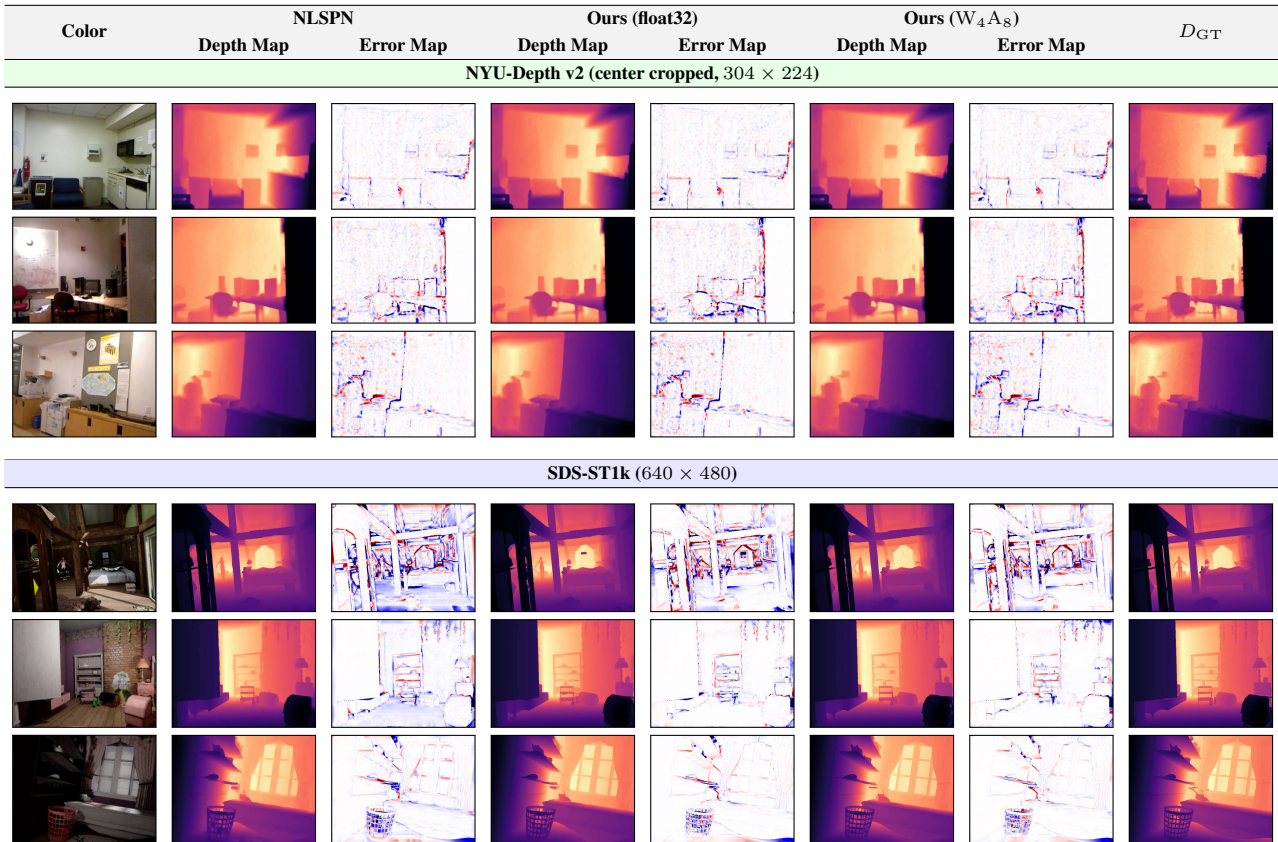 Color NLSPN Ours (float32) Ours (W₄A₈) D_GT
Depth Map Error Map Depth Map Error Map Depth Map Error Map
NYU-Depth v2 (center cropped, 304 × 224)
SDS-ST1k (640 × 480)